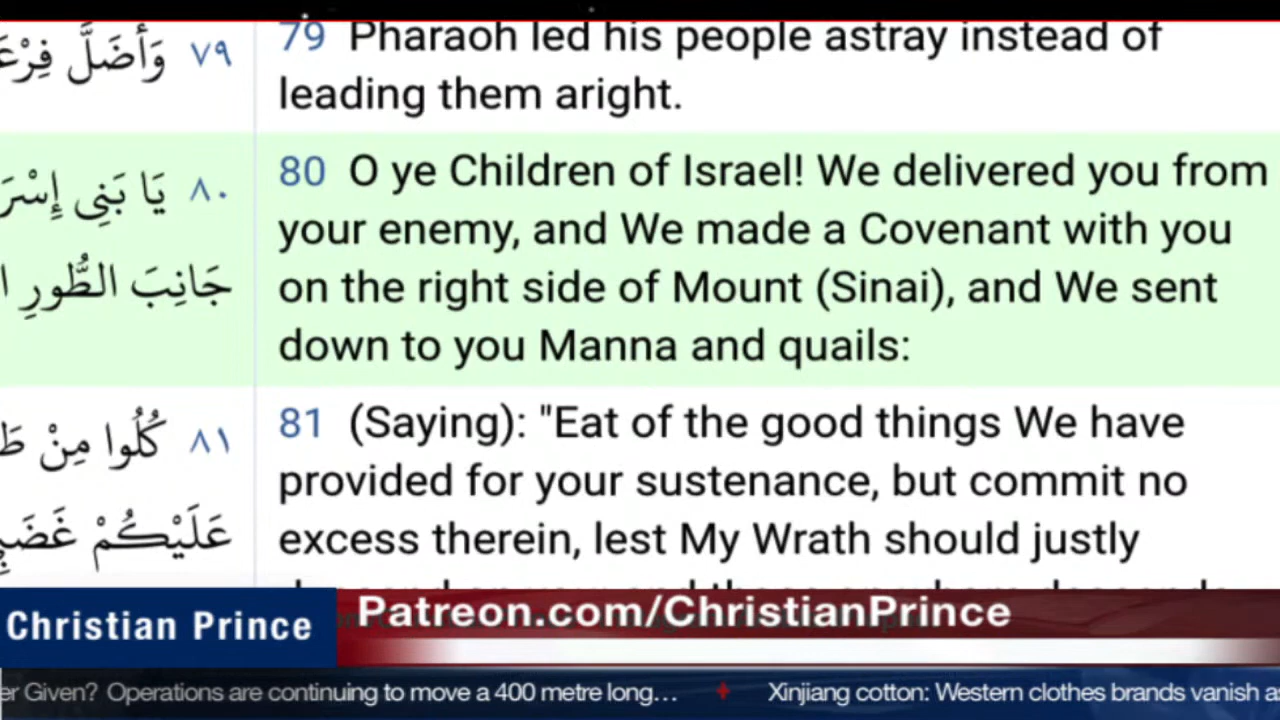 79 Pharaoh led his people astray instead of
leading them aright.
٧٩ وَأَضَلَّ
80 O ye Children of Israel! We delivered you from
your enemy, and We made a Covenant with you
on the right side of Mount (Sinai), and We sent
down to you Manna and quails:
٨٠ يَا بَنِي
جَانِبَ الطُّورِ
81 (Saying): "Eat of the good things We have
provided for your sustenance, but commit no
excess therein, lest My Wrath should justly
٨١ كُلُوا مِنْ
عَلَيْكُمْ
Christian Prince
Patreon.com/ChristianPrince
er Given? Operations are continuing to move a 400 metre long… Xinjiang cotton: Western clothes brands vanish as